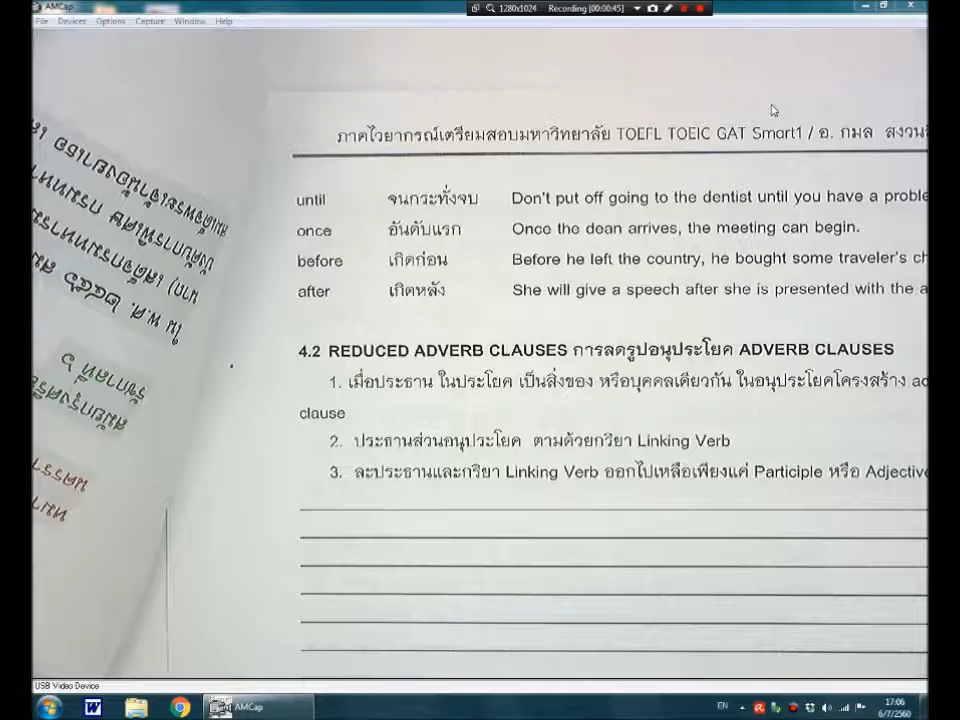 AMCap
1280x1024 Recording [00:00:45]
File Devices Options Capture Window Help
ภาคไวยากรณ์เตรียมสอบมหาวิทยาลัย TOEFL TOEIC GAT Smart1 / อ. กมล
until จนกระทั่งจบ Don't put off going to the dentist until you have a
once อันดับแรก Once the dean arrives, the meeting can begin.
before เกิดก่อน Before he left the country, he bought some traveler's
after เกิดหลัง She will give a speech after she is presented with the
4.2 REDUCED ADVERB CLAUSES การลดรูปอนุประโยค ADVERB CLAUSES
1. เมื่อประธาน ในประโยค เป็นสิ่งของ หรือบุคคลเดียวกัน ในอนุประโยคโครงสร้าง
clause
2. ประธานส่วนอนุประโยค ตามด้วยกริยา Linking Verb
3. ละประธานและกริยา Linking Verb ออกไปเหลือเพียงแค่ Participle หรือ Adjective
รัชกาลที่ ๖
USB Video Device
AMCap
EN
17:06
6/7/2560